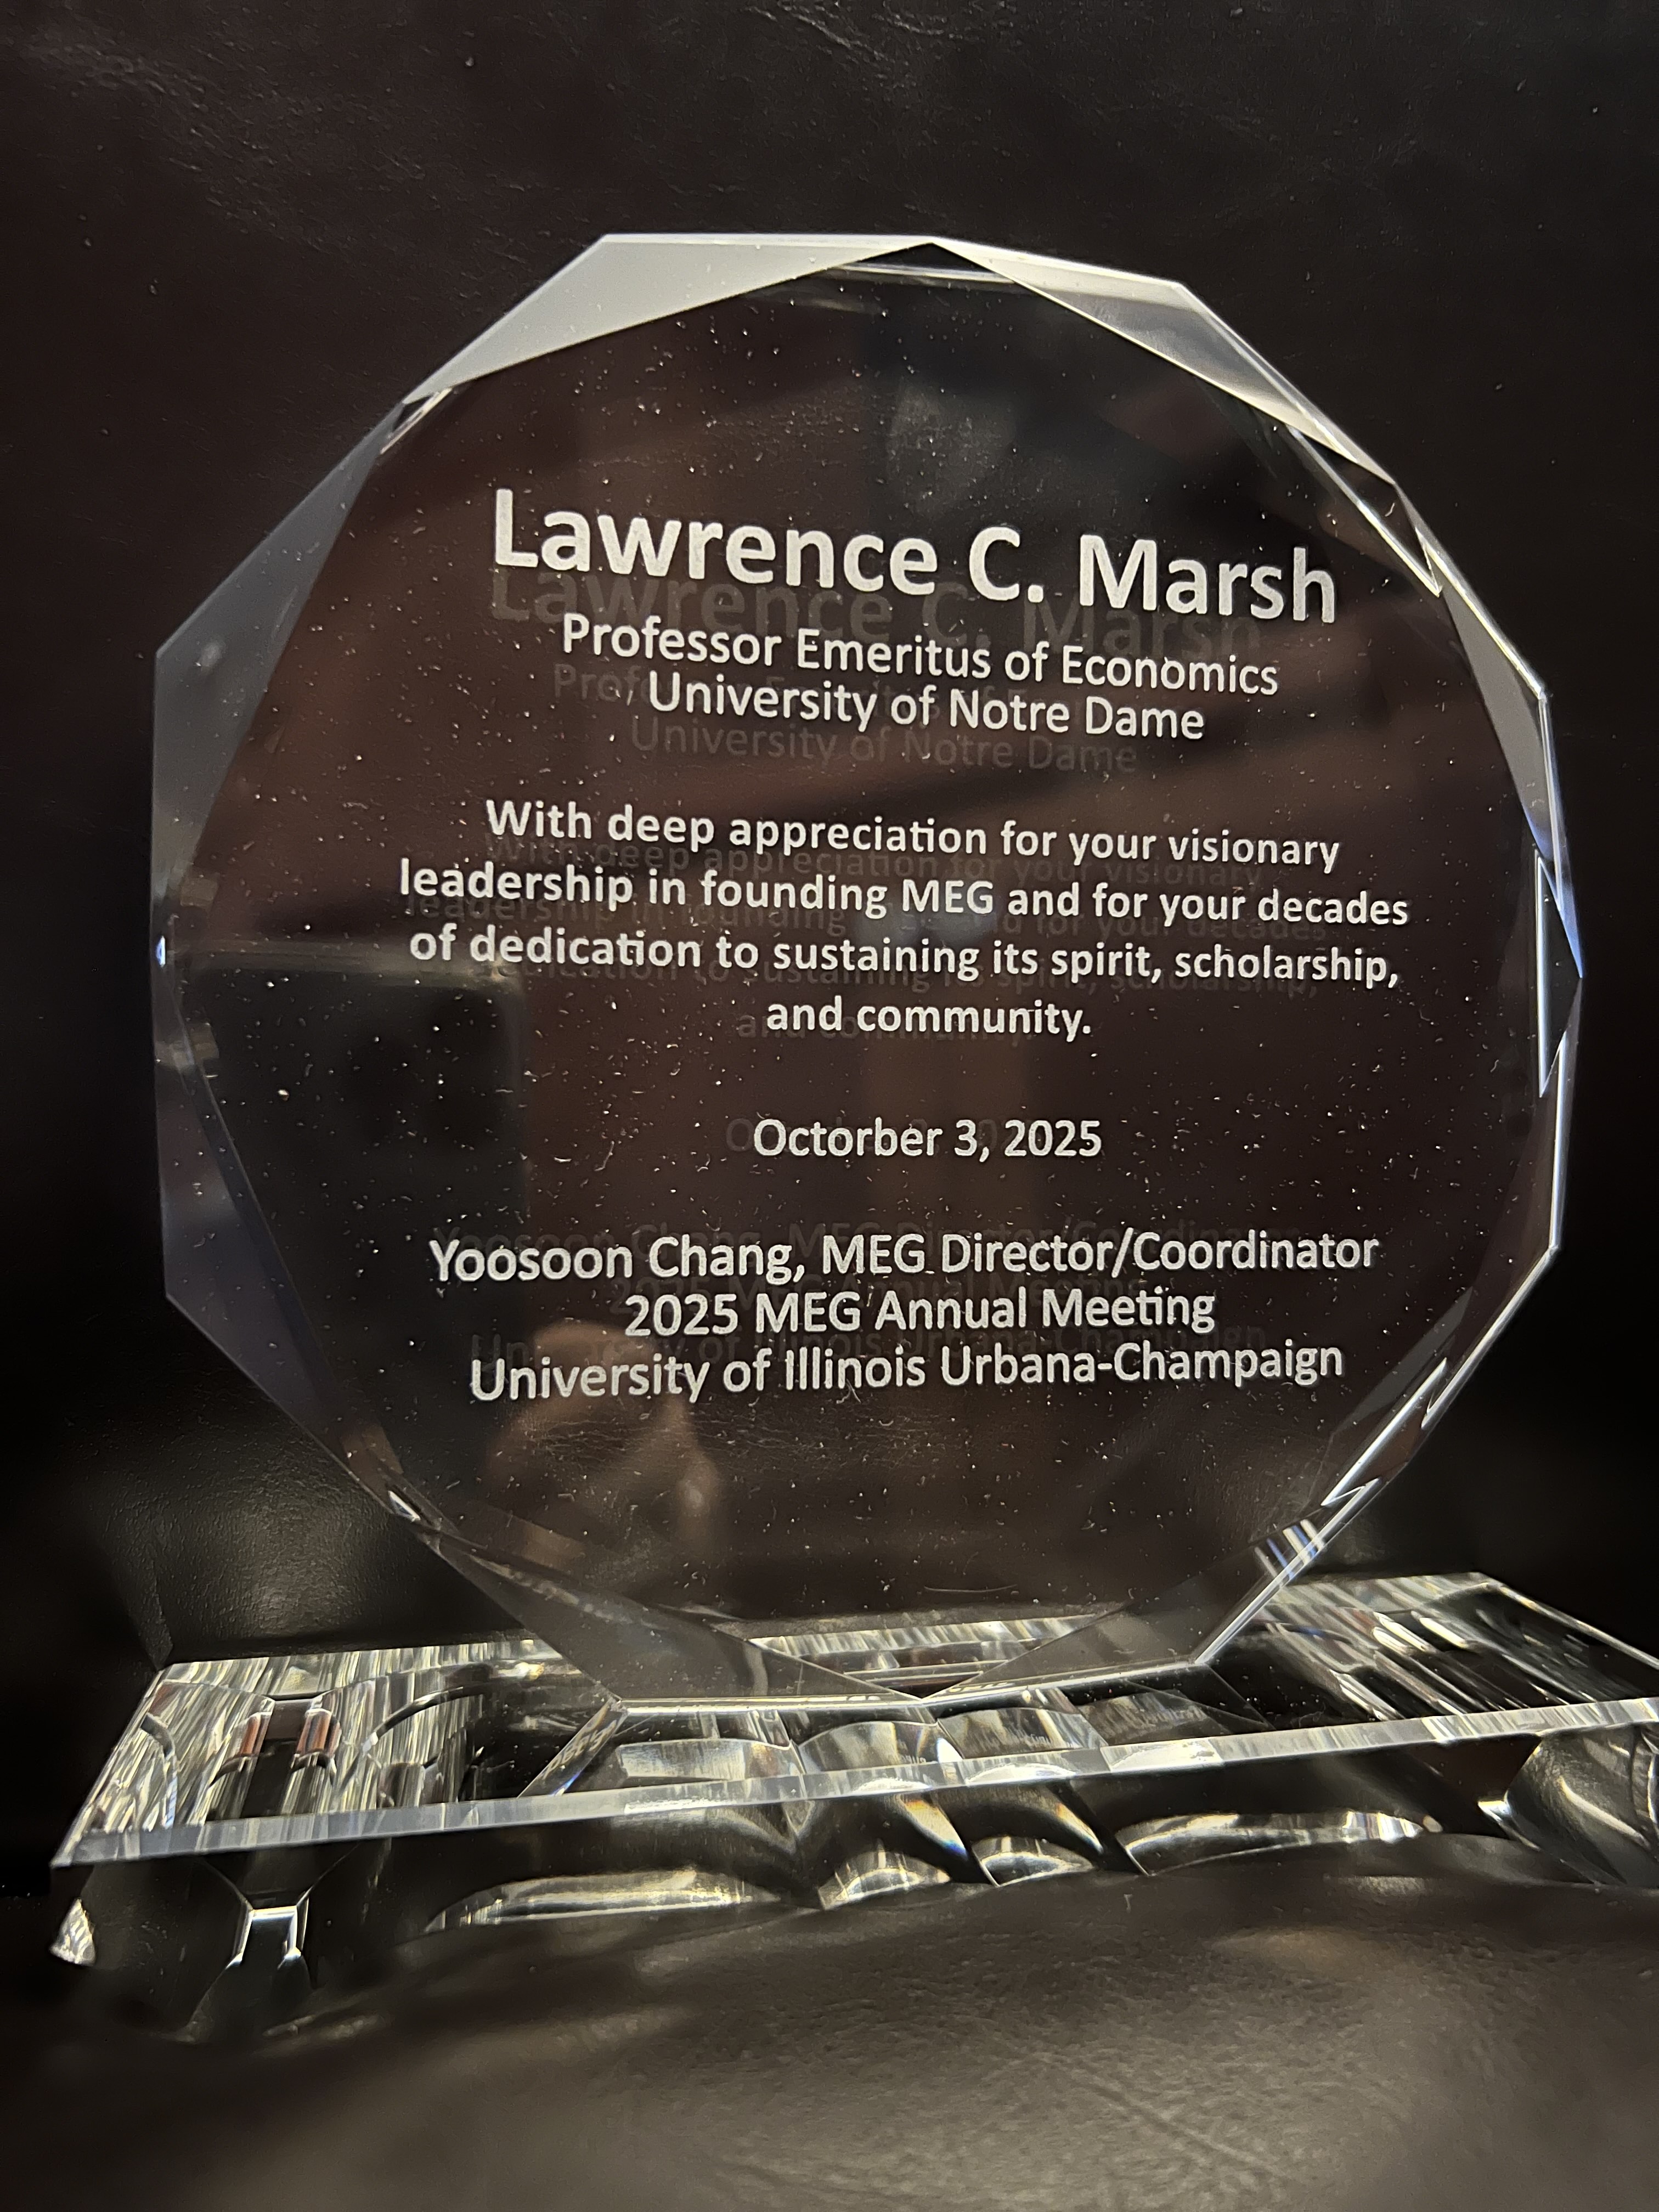 Lawrence C. Marsh
Professor Emeritus of Economics
University of Notre Dame
With deep appreciation for your visionary
leadership in founding MEG and for your decades
of dedication to sustaining its spirit, scholarship,
and community.
Octorber 3, 2025
Yoosoon Chang, MEG Director/Coordinator
2025 MEG Annual Meeting
University of Illinois Urbana-Champaign